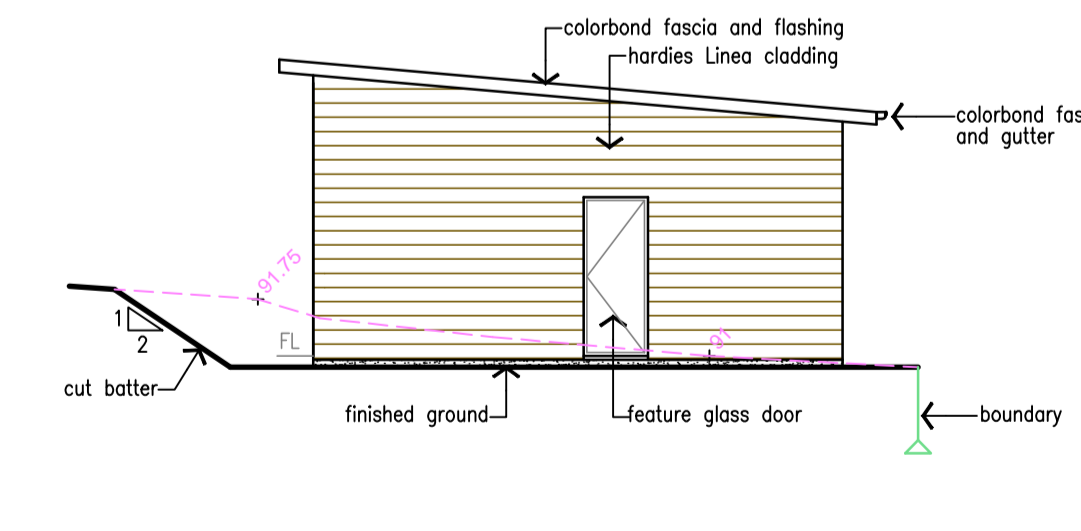 colorbond fascia and flashing
hardies Linea cladding
colorbond
and gutter
91.75
1
2
FL
91
cut batter
finished ground
feature glass door
boundary